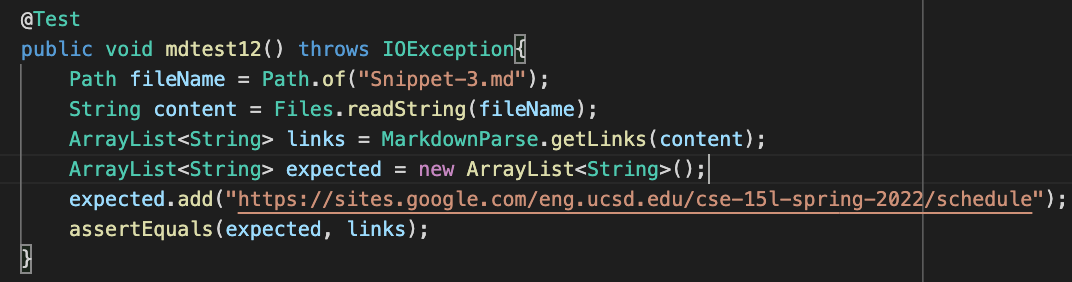 @Test
public void mdtest12() throws IOException{
    Path fileName = Path.of("Snippet-3.md");
    String content = Files.readString(fileName);
    ArrayList<String> links = MarkdownParse.getLinks(content);
    ArrayList<String> expected = new ArrayList<String>();
    expected.add("https://sites.google.com/eng.ucsd.edu/cse-15l-spring-2022/schedule");
    assertEquals(expected, links);
}